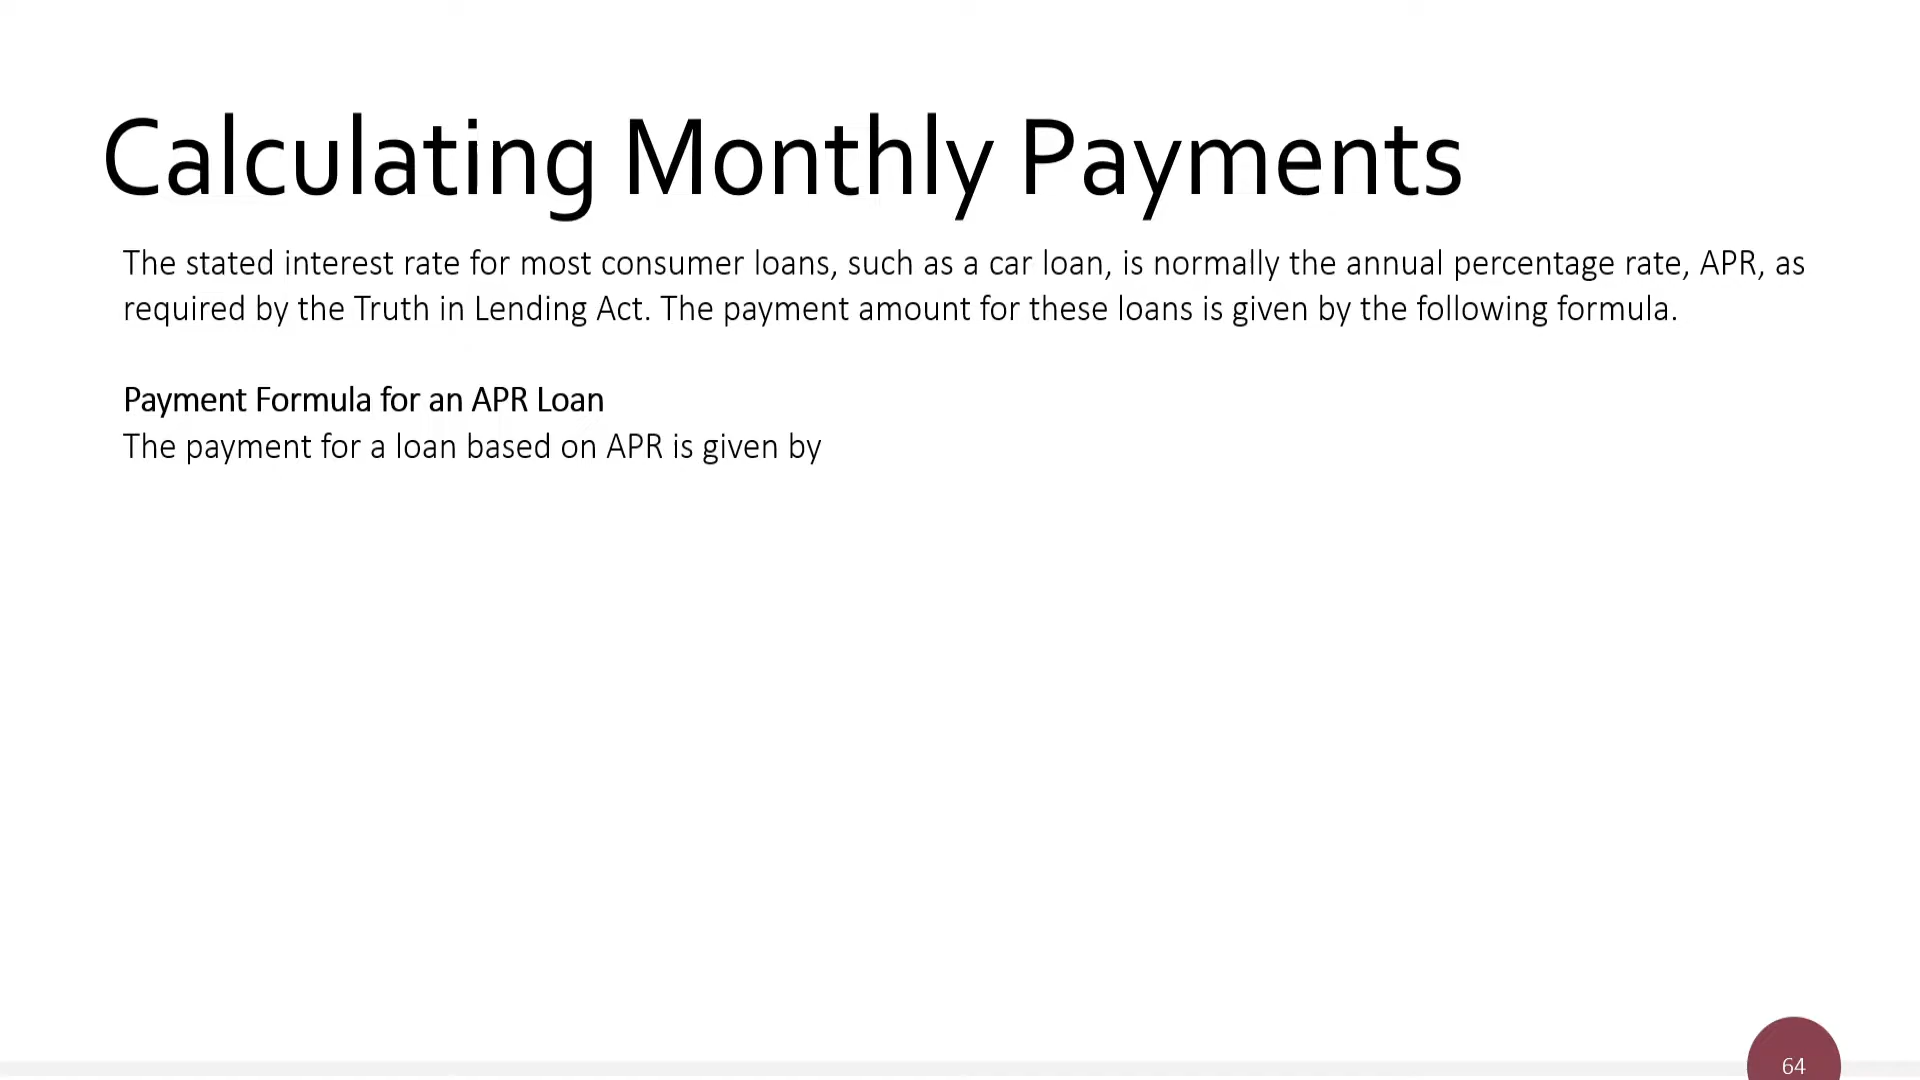 Calculating Monthly Payments
The stated interest rate for most consumer loans, such as a car loan, is normally the annual percentage rate, APR, as
required by the Truth in Lending Act. The payment amount for these loans is given by the following formula.
Payment Formula for an APR Loan
The payment for a loan based on APR is given by
64